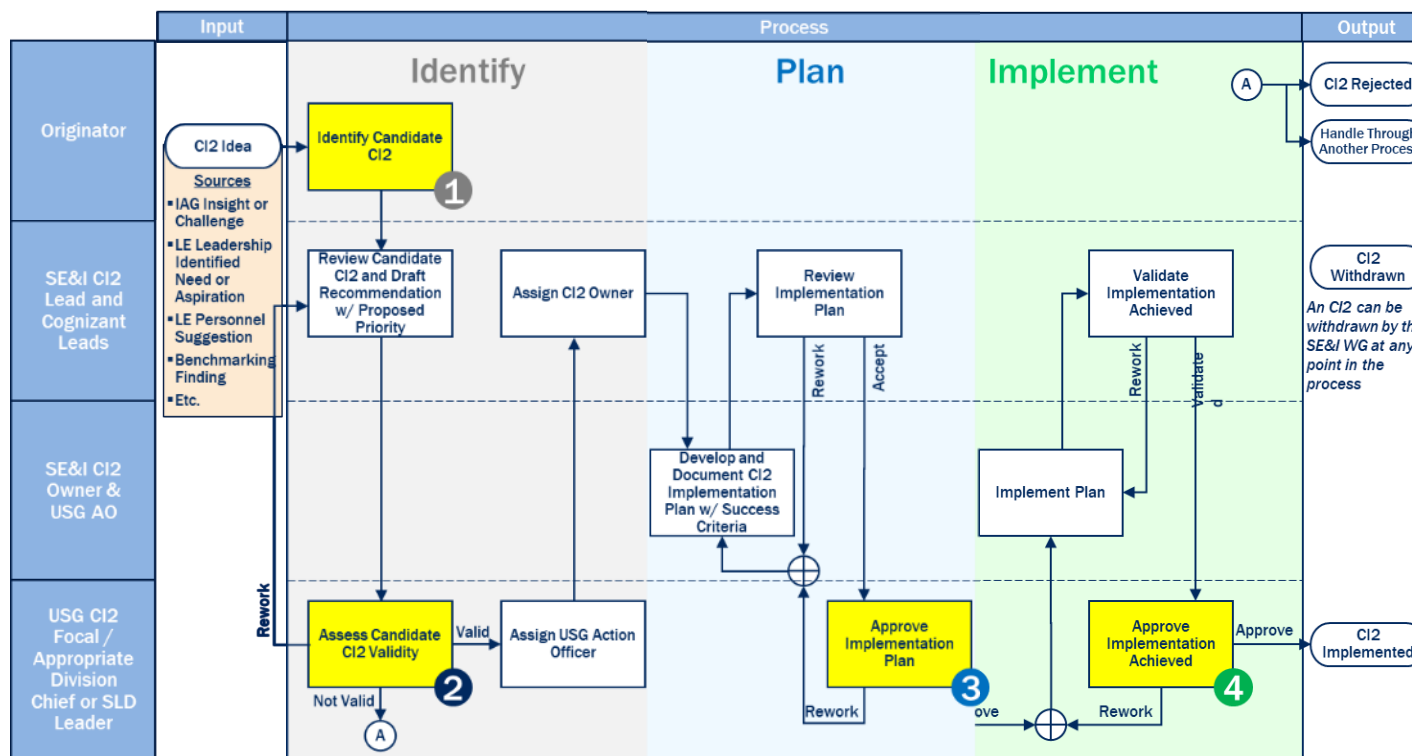 Input
Process
Output
Identify
Plan
Implement
Originator
CI2 Idea
Sources
▪IAG Insight or
Challenge
▪LE Leadership
Identified
Need or
Aspiration
▪LE Personnel
Suggestion
▪Benchmarking
Finding
▪Etc.
Identify Candidate
CI2
1
A
CI2 Rejected
Handle Through
Another Process
SE&I CI2
Lead and
Cognizant
Leads
Review Candidate
CI2 and Draft
Recommendation
w/ Proposed
Priority
Assign CI2 Owner
Review
Implementation
Plan
Rework
Accept
Validate
Implementation
Achieved
Rework
Validate
d
CI2
Withdrawn
An CI2 can be
withdrawn by th
SE&I WG at any
point in the
process
SE&I CI2
Owner &
USG AO
Develop and
Document CI2
Implementation
Plan w/ Success
Criteria
Implement Plan
USG CI2
Focal /
Appropriate
Division
Chief or SLD
Leader
Rework
Assess Candidate
CI2 Validity
2
Valid
Not Valid
A
Assign USG Action
Officer
Approve
Implementation
Plan
3
Rework
ove
Rework
Approve
Implementation
Achieved
4
Approve
CI2
Implemented